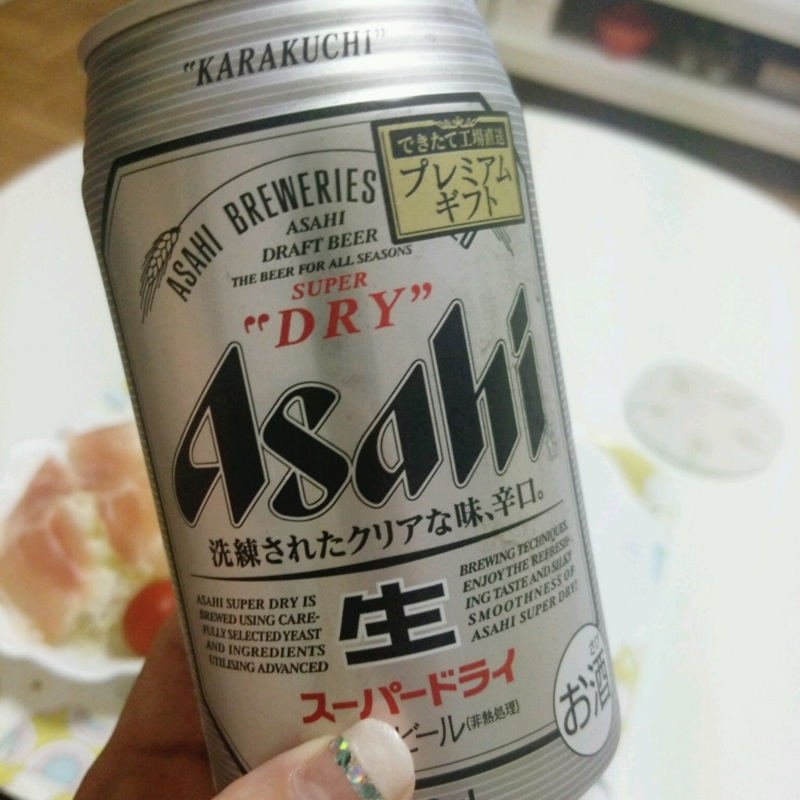 "KARAKUCHI"
できたて工場直送
プレミアム
ギフト
ASAHI BREWERIES
ASAHI
DRAFT BEER
THE BEER FOR ALL SEASONS
SUPER
"DRY"
Asahi
洗練されたクリアな味、辛口。
ASAHI SUPER DRY IS
BREWED USING CARE-
FULLY SELECTED YEAST
AND INGREDIENTS
UTILISING ADVANCED
生
BREWING TECHNIQUES.
ENJOY THE REFRESH-
ING TASTE AND SILKY
SMOOTHNESS OF
ASAHI SUPER DRY!
スーパードライ
ビール(非熱処理)
さけ
お酒